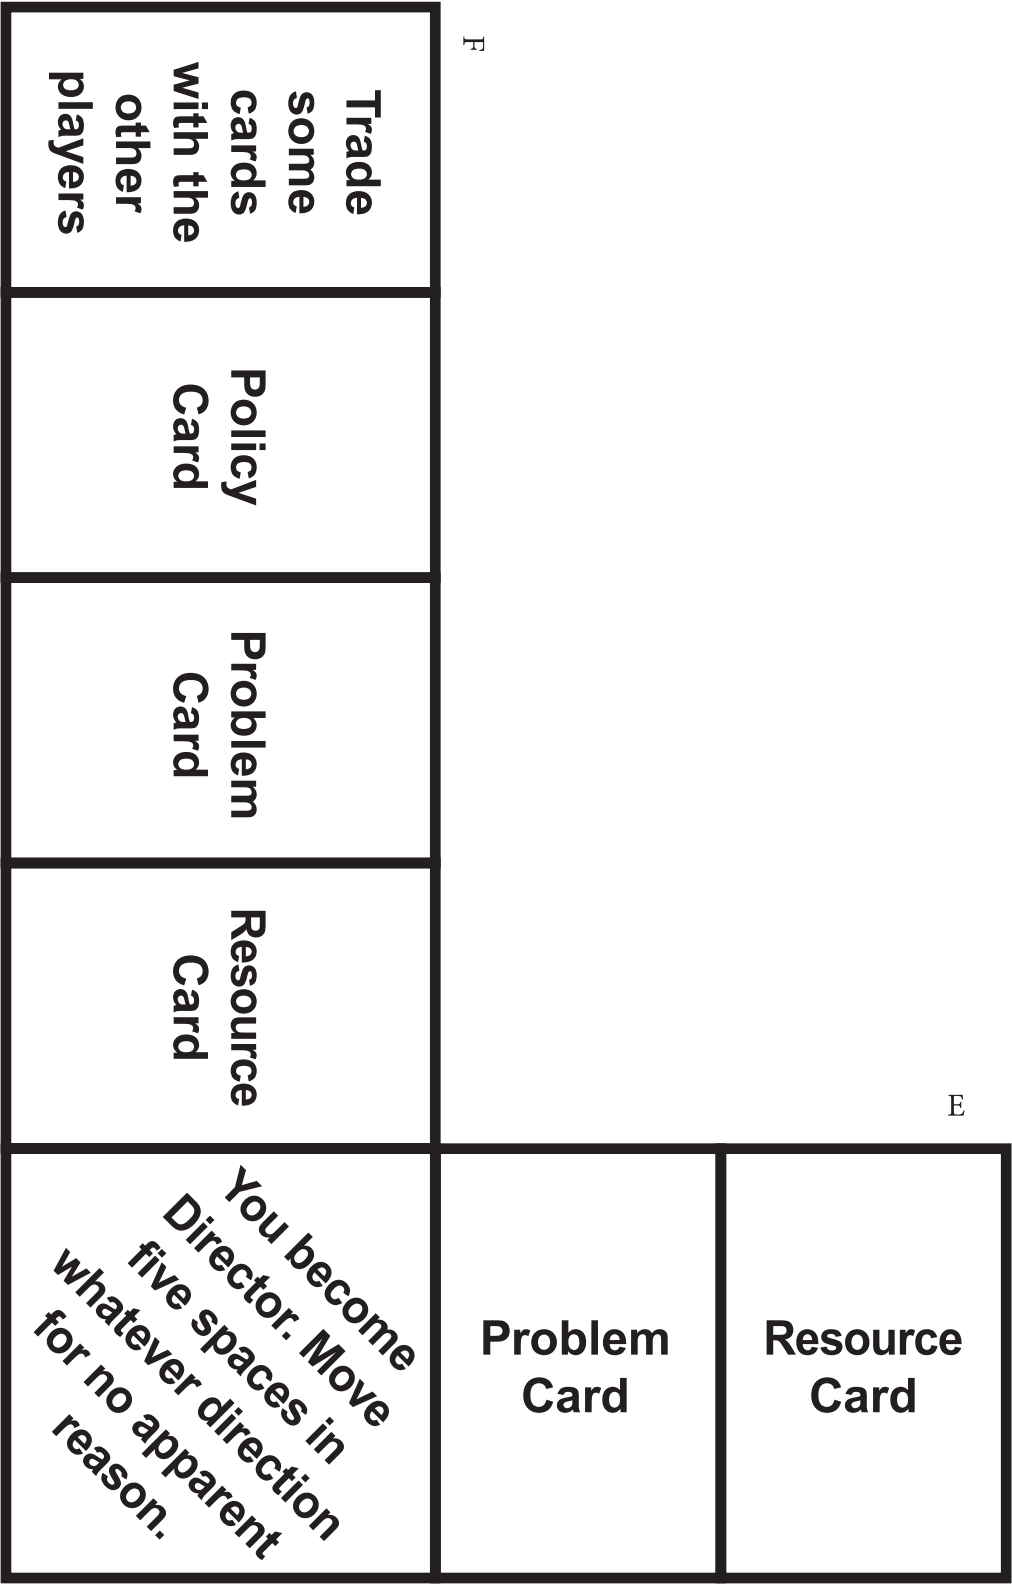 F
Trade
some
cards
with the
other
players
Policy
Card
Problem
Card
Resource
Card
E
You become
Director. Move
five spaces in
whatever direction
for no apparent
reason.
Problem
Card
Resource
Card